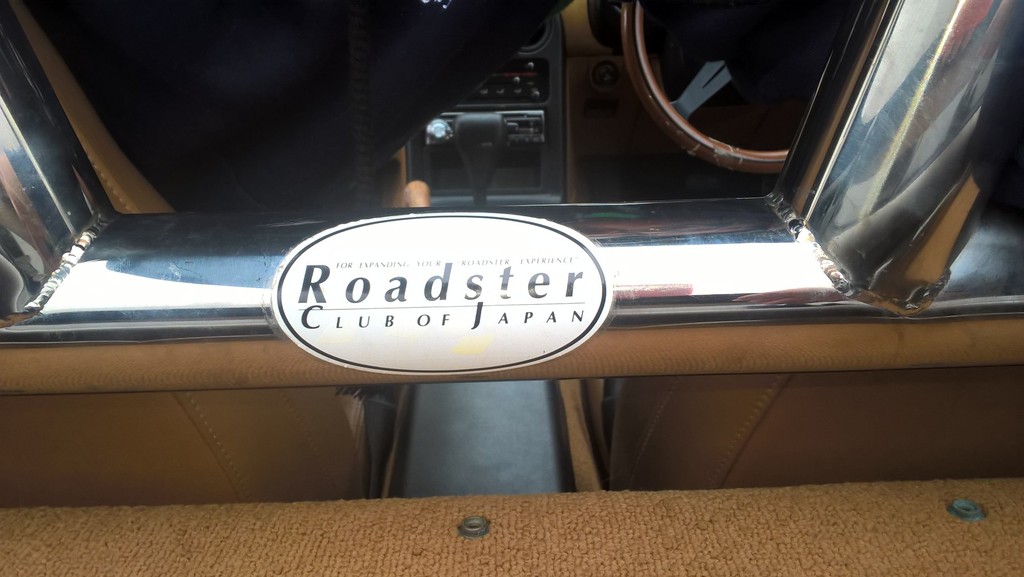 FOR EXPANDING YOUR ROADSTER EXPERIENCE
Roadster
CLUB OF JAPAN